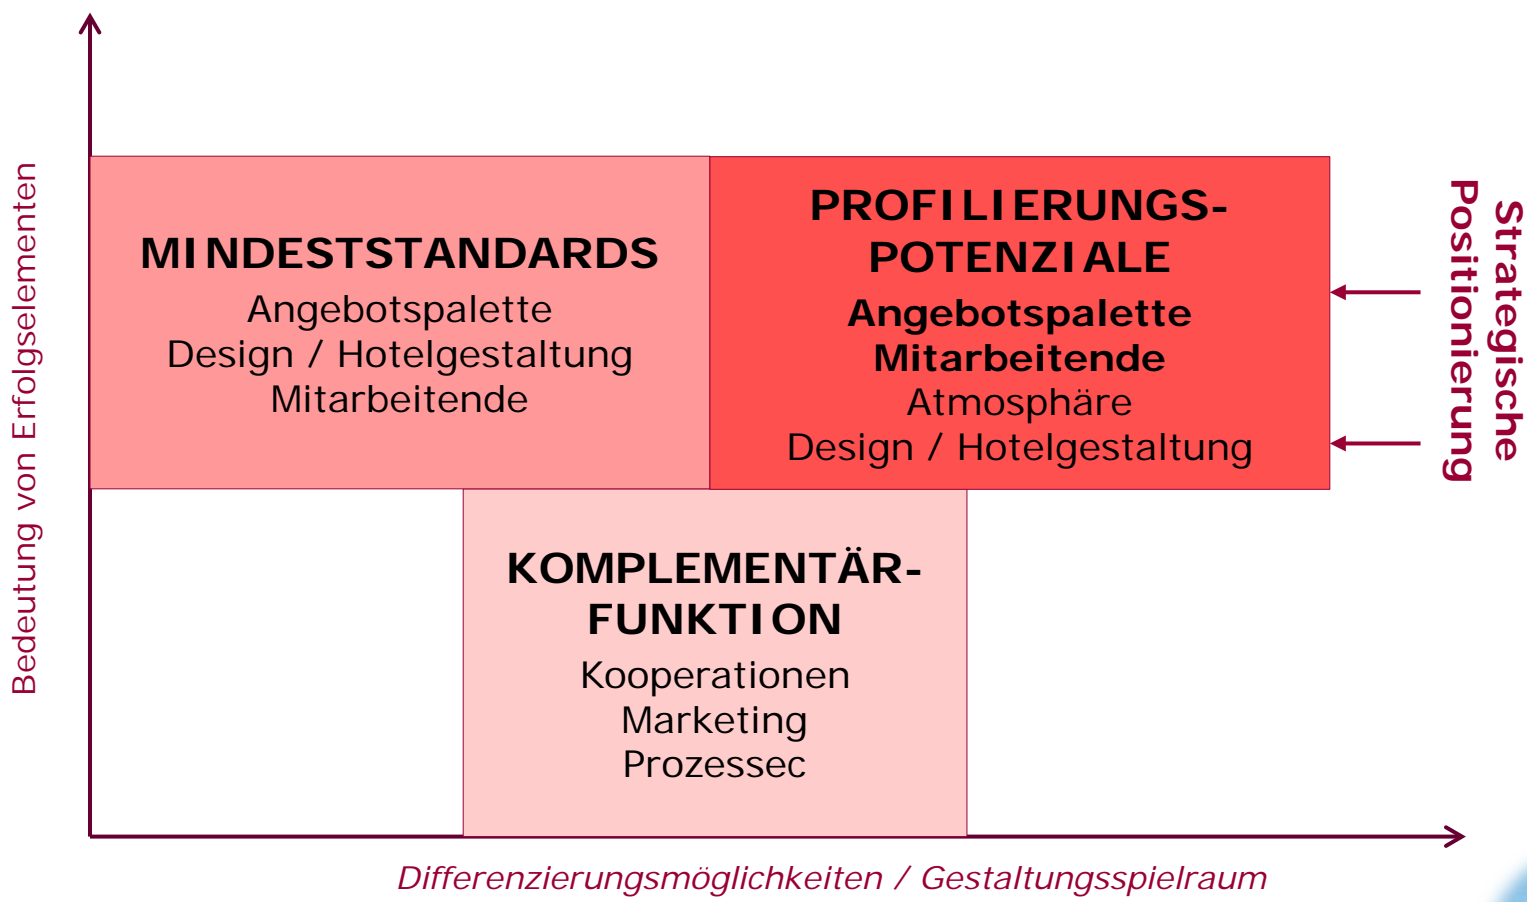 Bedeutung von Erfolgselementen
MINDESTSTANDARDS
Angebotspalette
Design / Hotelgestaltung
Mitarbeitende
PROFILIERUNGS-
POTENZIALE
Angebotspalette
Mitarbeitende
Atmosphäre
Design / Hotelgestaltung
Strategische
Positionierung
KOMPLEMENTÄR-
FUNKTION
Kooperationen
Marketing
Prozessec
Differenzierungsmöglichkeiten / Gestaltungsspielraum